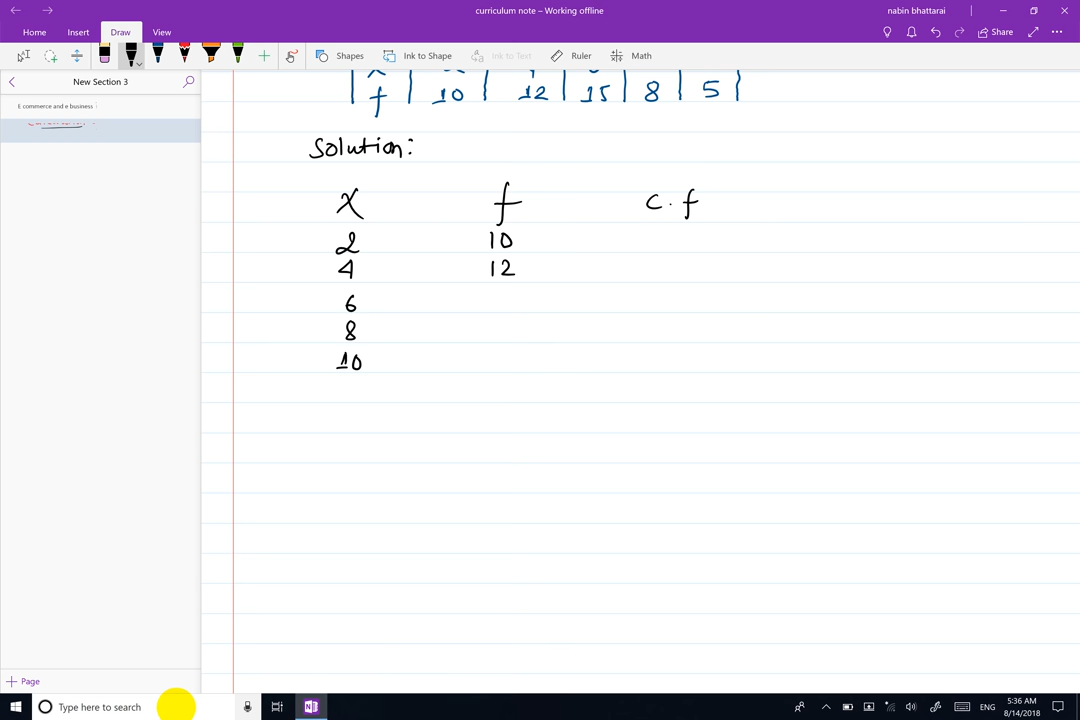 curriculum note – Working offline
nabin bhattarai
Home Insert Draw View
Share
Shapes Ink to Shape Ink to Text Ruler Math
New Section 3
E commerce and e business
f 10 12 15 8 5
Solution:
x f c.f
2 10
4 12
6
8
10
Page
Type here to search
ENG
5:36 AM
8/14/2018